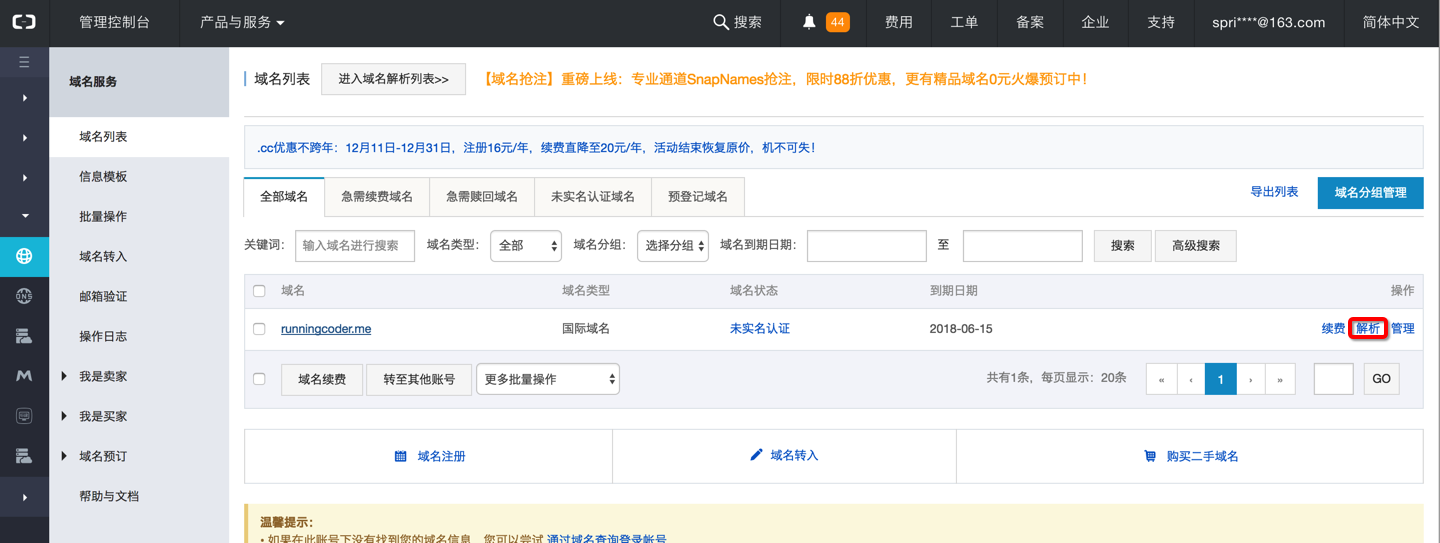 管理控制台 产品与服务 搜索 44 费用 工单 备案 企业 支持 spri****@163.com 简体中文
域名服务
域名列表
信息模板
批量操作
域名转入
邮箱验证
操作日志
我是卖家
我是买家
域名预订
帮助与文档
DNS
域名列表 进入域名解析列表>> 【域名抢注】重磅上线：专业通道SnapNames抢注，限时88折优惠，更有精品域名0元火爆预订中！
.cc优惠不跨年：12月11日-12月31日，注册16元/年，续费直降至20元/年，活动结束恢复原价，机不可失！
全部域名 急需续费域名 急需赎回域名 未实名认证域名 预登记域名 导出列表 域名分组管理
关键词： 输入域名进行搜索 域名类型： 全部 域名分组： 选择分组 域名到期日期： 至 搜索 高级搜索
域名 域名类型 域名状态 到期日期 操作
runningcoder.me 国际域名 未实名认证 2018-06-15 续费 解析 管理
域名续费 转至其他账号 更多批量操作 共有1条，每页显示：20条 « ‹ 1 › » GO
域名注册 域名转入 购买二手域名
温馨提示：
• 如果在此账号下没有找到您的域名信息，您可以尝试 通过域名查询登录帐号